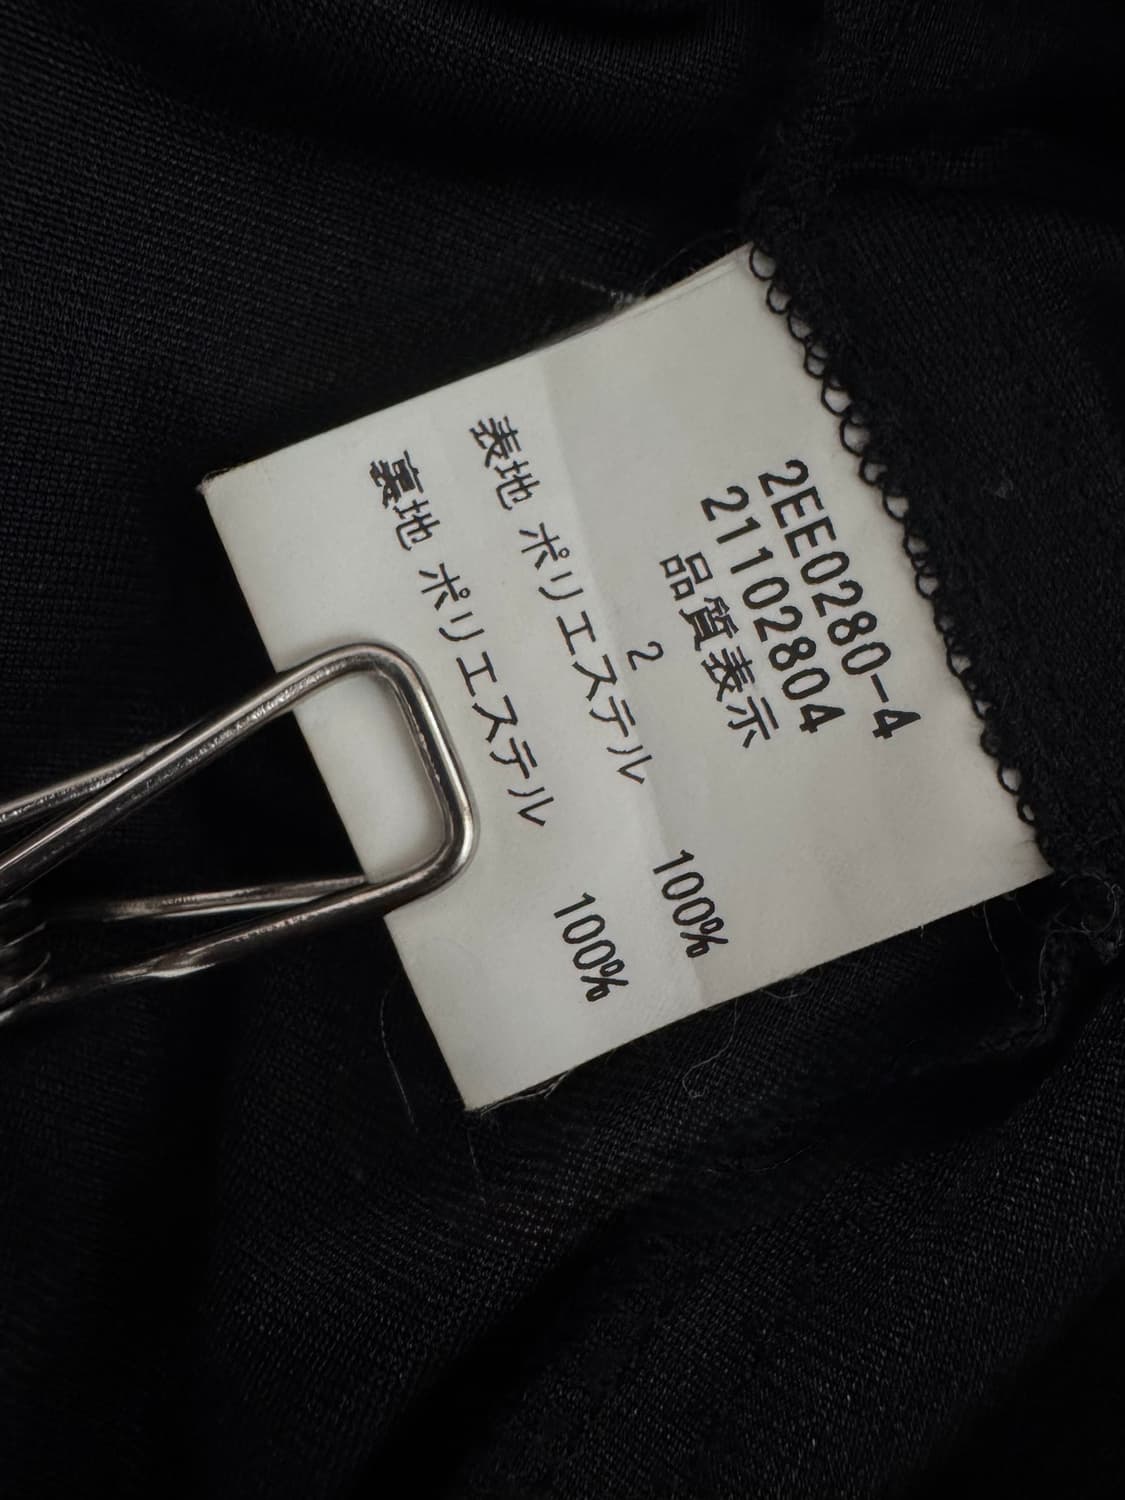 2EE0280-4
2110280４
品質表示
2
表地 ポリエステル 100%
裏地 ポリエステル 100%